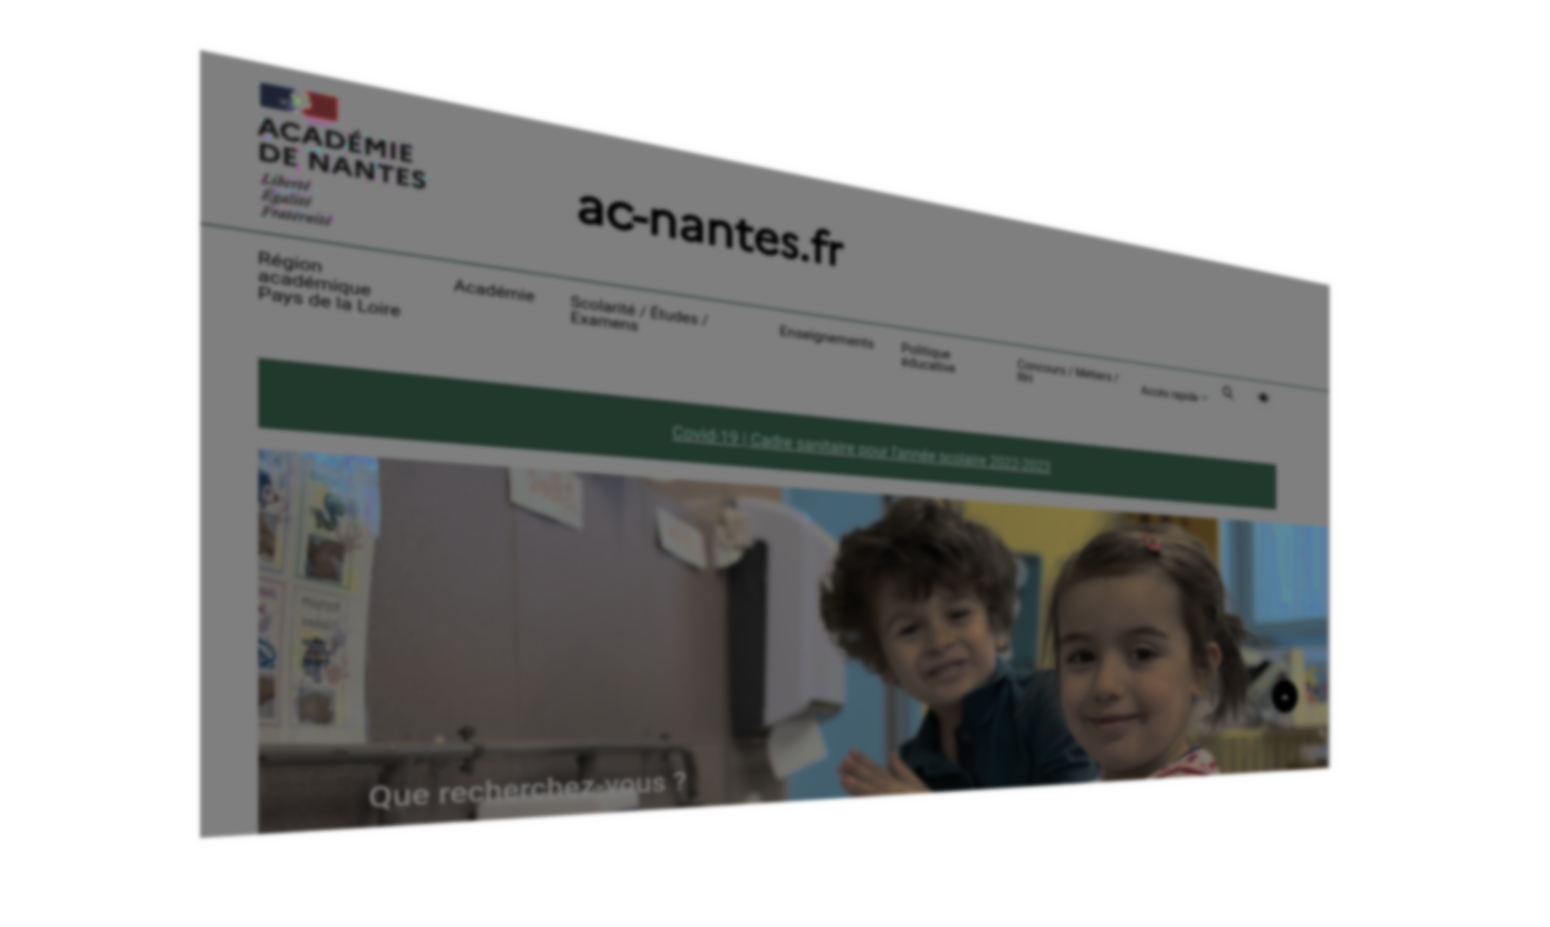 ACADÉMIE
DE NANTES
Liberté
Égalité
Fraternité
ac-nantes.fr
Région
académique
Pays de la Loire
Académie
Scolarité / Études /
Examens
Enseignements
Politique
éducative
Concours / Métiers /
RH
Accès rapide
Covid-19 | Cadre sanitaire pour l'année scolaire 2022-2023
Que recherchez-vous ?